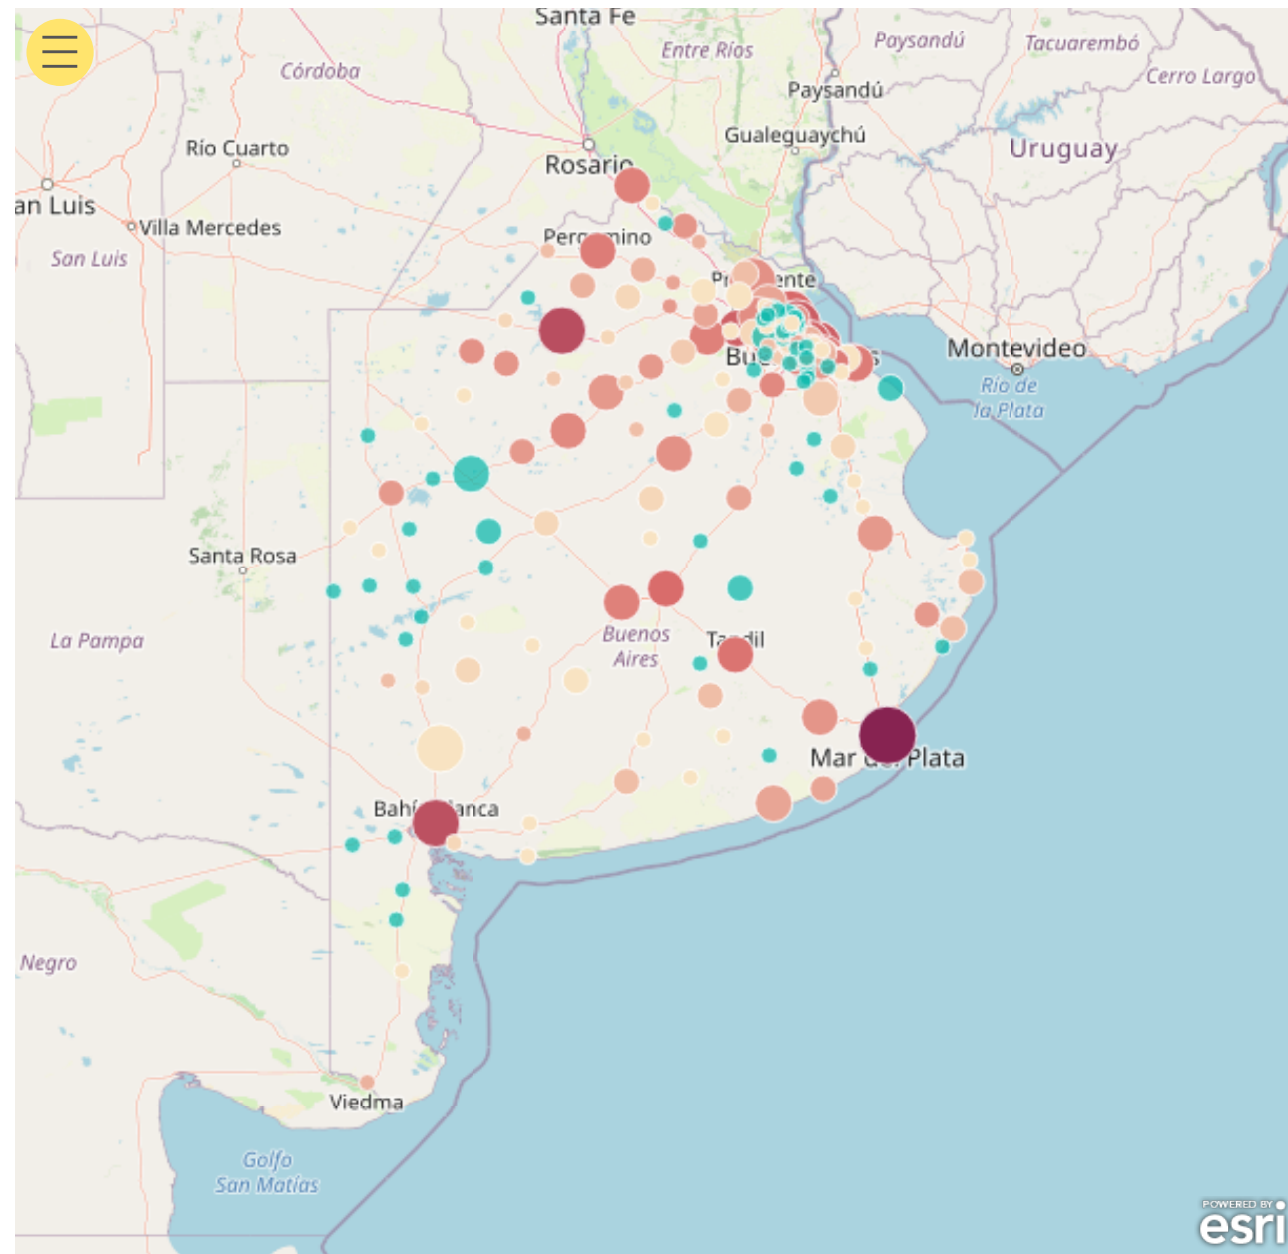 Santa Fe
Entre Ríos
Paysandú
Tacuarembó
Córdoba
Cerro Largo
Paysandú
Gualeguaychú
Río Cuarto
Uruguay
Rosario
an Luis
Villa Mercedes
San Luis
Montevideo
Río de
la Plata
Santa Rosa
La Pampa
Buenos
Aires
Mar del Plata
Negro
Viedma
Golfo
San Matías
POWERED BY
esri